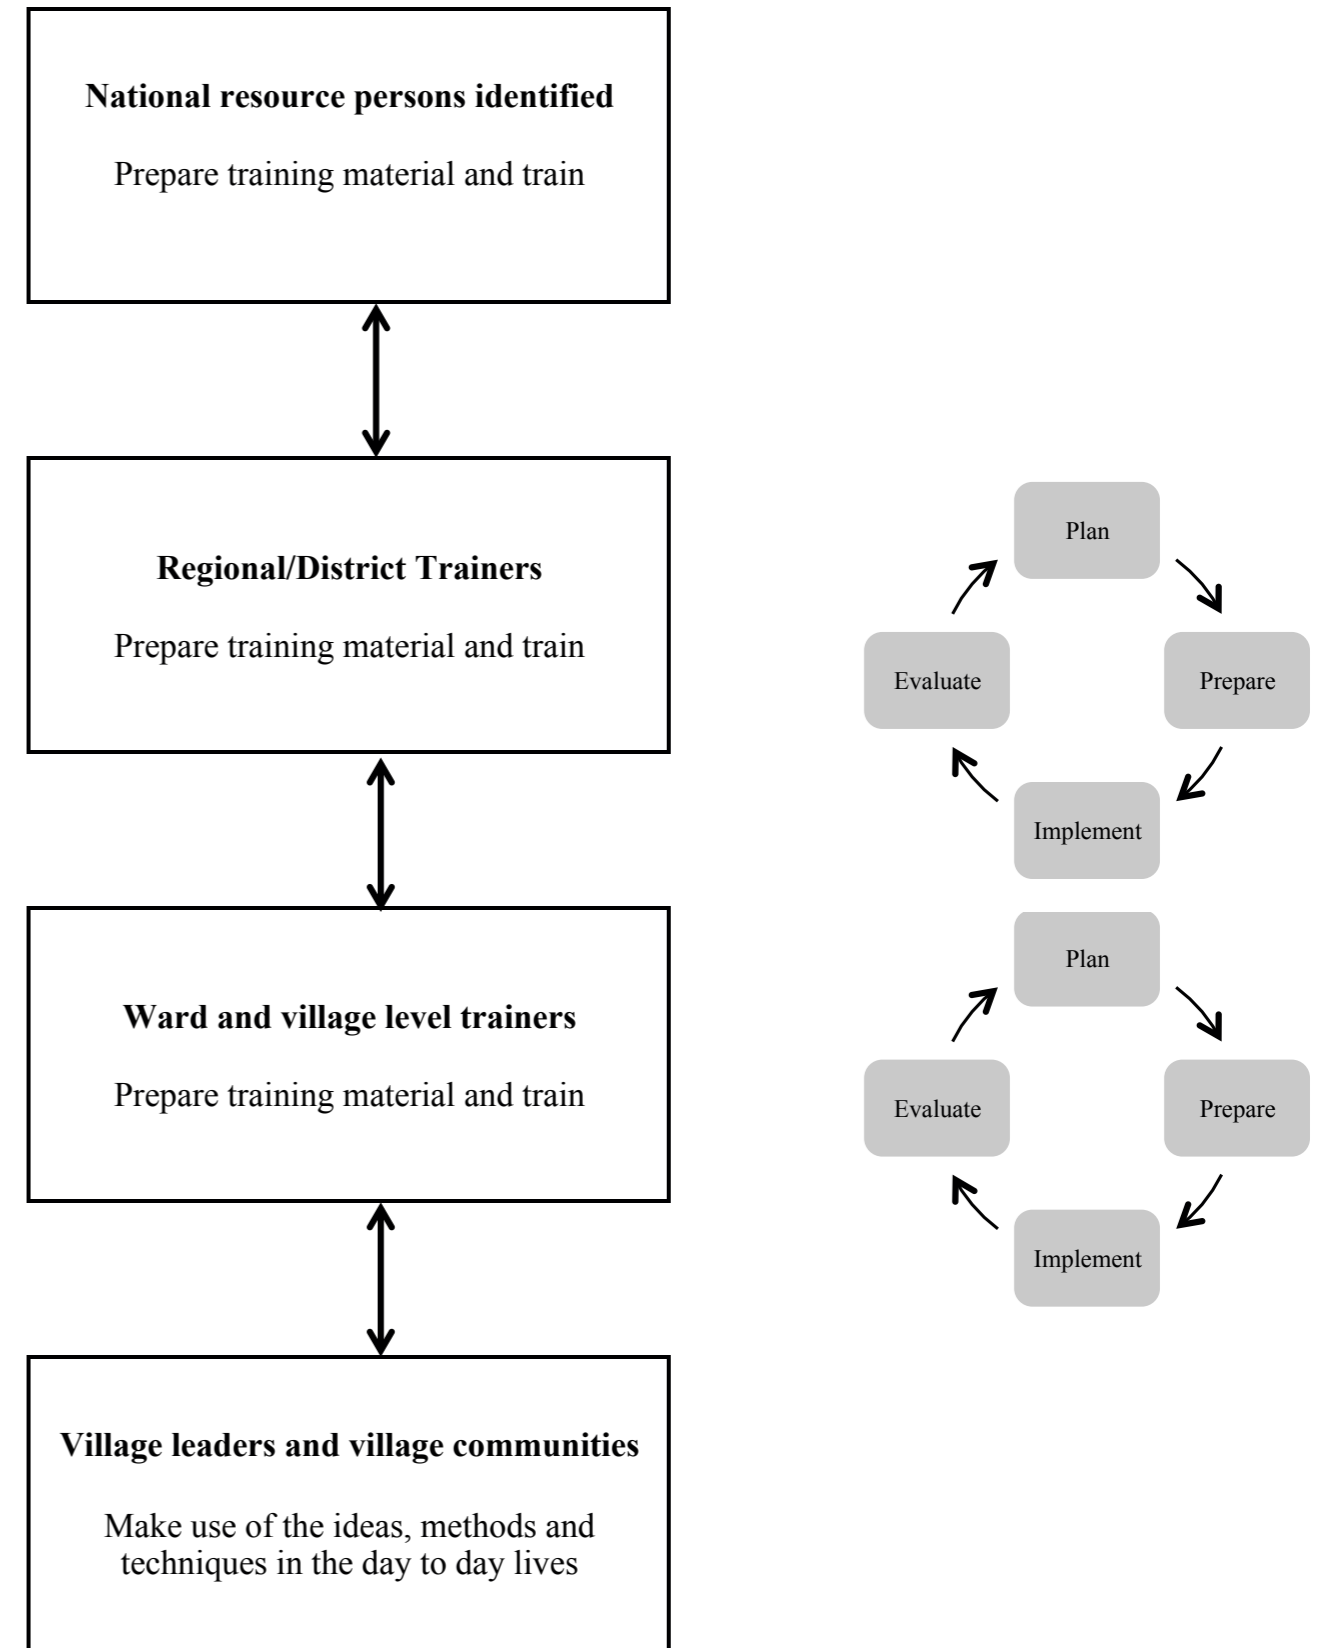 National resource persons identified
Prepare training material and train
Regional/District Trainers
Prepare training material and train
Plan
Evaluate
Prepare
Implement
Ward and village level trainers
Prepare training material and train
Plan
Evaluate
Prepare
Implement
Village leaders and village communities
Make use of the ideas, methods and
techniques in the day to day lives